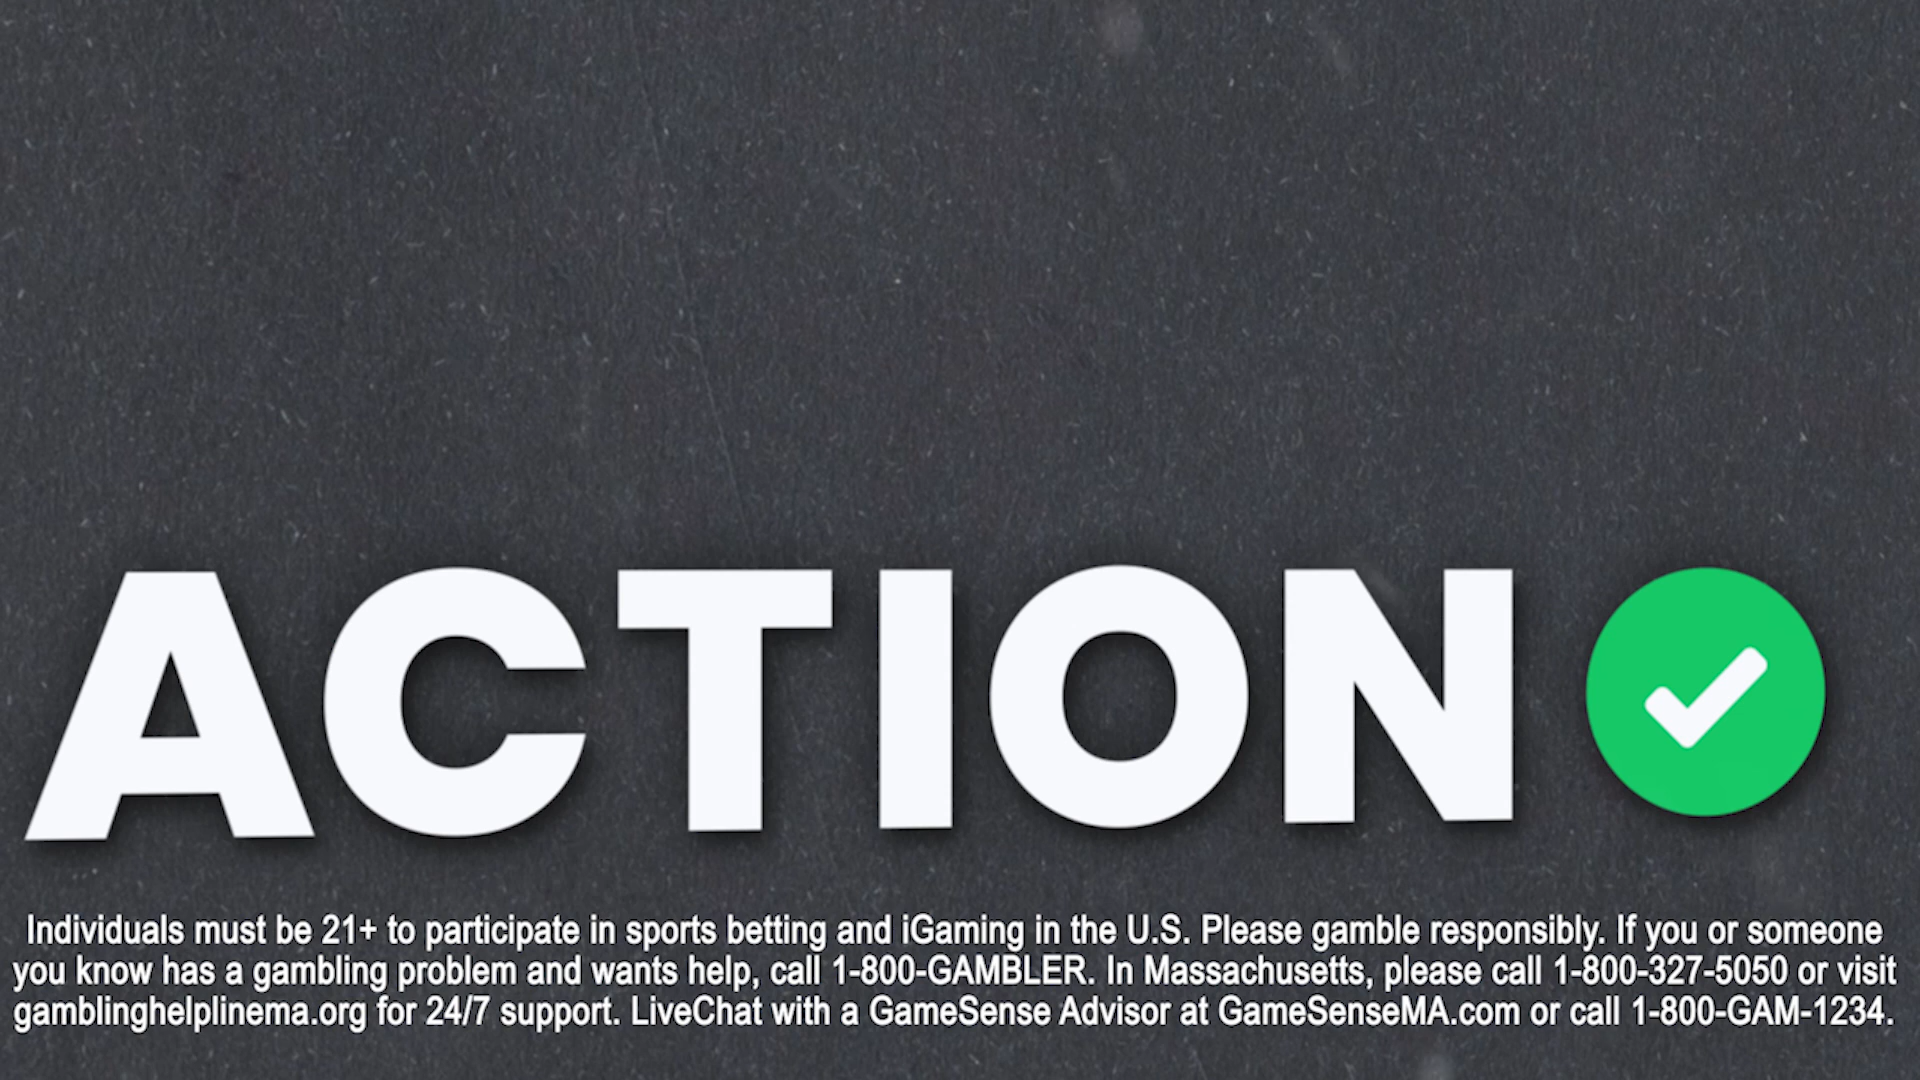 ACTION
Individuals must be 21+ to participate in sports betting and iGaming in the U.S. Please gamble responsibly. If you or someone
you know has a gambling problem and wants help, call 1-800-GAMBLER. In Massachusetts, please call 1-800-327-5050 or visit
gamblinghelplinema.org for 24/7 support. LiveChat with a GameSense Advisor at GameSenseMA.com or call 1-800-GAM-1234.